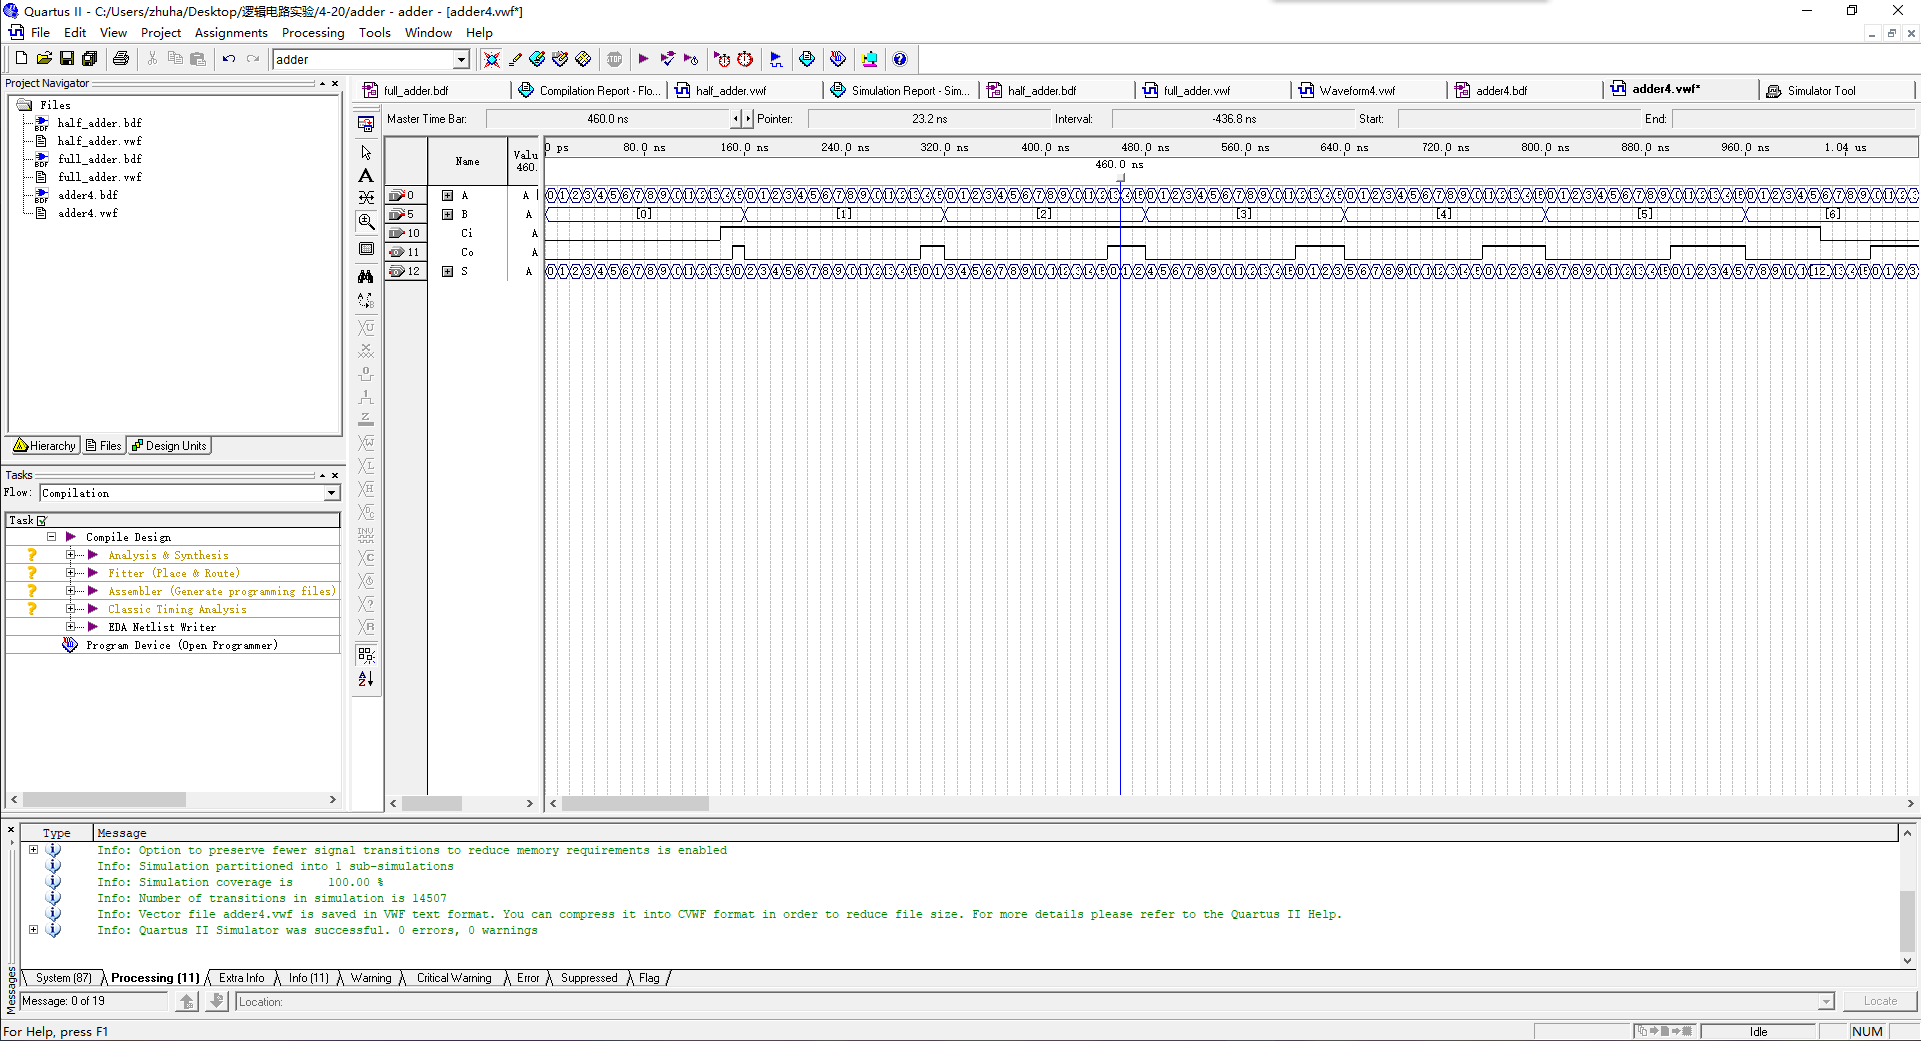 Quartus II - C:/Users/zhuha/Desktop/逻辑电路实验/4-20/adder - adder - [adder4.vwf*]
File Edit View Project Assignments Processing Tools Window Help
adder
Project Navigator
Files
half_adder.bdf
half_adder.vwf
full_adder.bdf
full_adder.vwf
adder4.bdf
adder4.vwf
Hierarchy Files Design Units
Tasks
Flow: Compilation
Task
Compile Design
Analysis & Synthesis
Fitter (Place & Route)
Assembler (Generate programming files)
Classic Timing Analysis
EDA Netlist Writer
Program Device (Open Programmer)
full_adder.bdf Compilation Report - Flo... half_adder.vwf Simulation Report - Sim... half_adder.bdf full_adder.vwf Waveform4.vwf adder4.bdf adder4.vwf* Simulator Tool
Master Time Bar: 460.0 ns Pointer: 23.2 ns Interval: -436.8 ns Start: End:
Name Valu 460.
0 ps 80.0 ns 160.0 ns 240.0 ns 320.0 ns 400.0 ns 480.0 ns 560.0 ns 640.0 ns 720.0 ns 800.0 ns 880.0 ns 960.0 ns 1.04 us
460.0 ns
0 A A
5 B A [0] [1] [2] [3] [4] [5] [6]
10 Ci A
11 Co A
12 S A
Type Message
Info: Option to preserve fewer signal transitions to reduce memory requirements is enabled
Info: Simulation partitioned into 1 sub-simulations
Info: Simulation coverage is 100.00 %
Info: Number of transitions in simulation is 14507
Info: Vector file adder4.vwf is saved in VWF text format. You can compress it into CVWF format in order to reduce file size. For more details please refer to the Quartus II Help.
Info: Quartus II Simulator was successful. 0 errors, 0 warnings
System (87) Processing (11) Extra Info Info (11) Warning Critical Warning Error Suppressed Flag
Messages
Message: 0 of 19 Location: Locate
For Help, press F1 Idle NUM